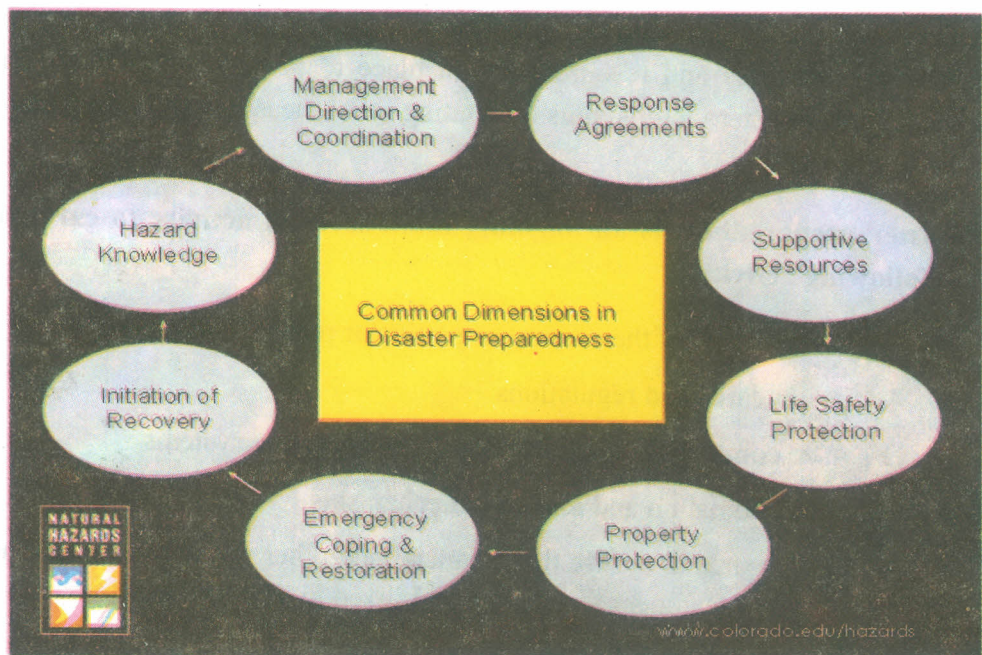 Management
Direction &
Coordination
Response
Agreements
Supportive
Resources
Life Safety
Protection
Property
Protection
Emergency
Coping &
Restoration
Initiation of
Recovery
Hazard
Knowledge
Common Dimensions in
Disaster Preparedness
NATURAL
HAZARDS
CENTER
www.colorado.edu/hazards